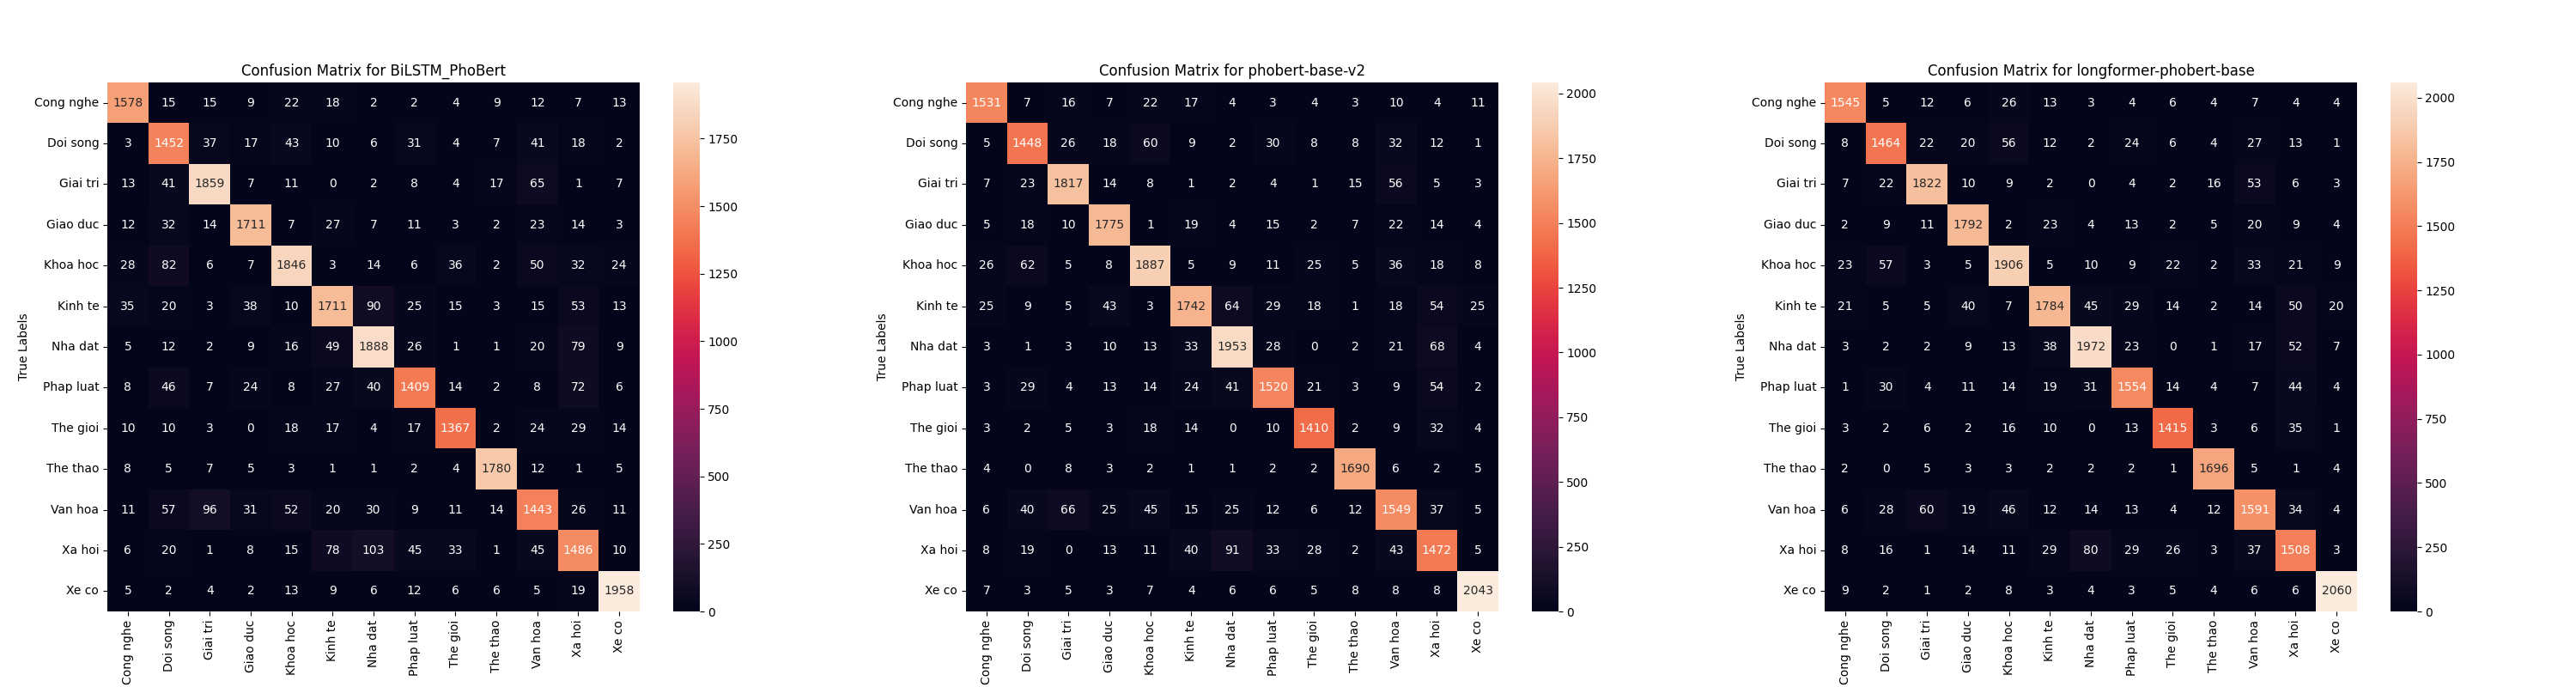 Confusion Matrix for BiLSTM_PhoBert
True Labels
Cong nghe 1578 15 15 9 22 18 2 2 4 9 12 7 13
Doi song 3 1452 37 17 43 10 6 31 4 7 41 18 2
Giai tri 13 41 1859 7 11 0 2 8 4 17 65 1 7
Giao duc 12 32 14 1711 7 27 7 11 3 2 23 14 3
Khoa hoc 28 82 6 7 1846 3 14 6 36 2 50 32 24
Kinh te 35 20 3 38 10 1711 90 25 15 3 15 53 13
Nha dat 5 12 2 9 16 49 1888 26 1 1 20 79 9
Phap luat 8 46 7 24 8 27 40 1409 14 2 8 72 6
The gioi 10 10 3 0 18 17 4 17 1367 2 24 29 14
The thao 8 5 7 5 3 1 1 2 4 1780 12 1 5
Van hoa 11 57 96 31 52 20 30 9 11 14 1443 26 11
Xa hoi 6 20 1 8 15 78 103 45 33 1 45 1486 10
Xe co 5 2 4 2 13 9 6 12 6 6 5 19 1958
Cong nghe Doi song Giai tri Giao duc Khoa hoc Kinh te Nha dat Phap luat The gioi The thao Van hoa Xa hoi Xe co
1750
1500
1250
1000
750
500
250
0
Confusion Matrix for phobert-base-v2
True Labels
Cong nghe 1531 7 16 7 22 17 4 3 4 3 10 4 11
Doi song 5 1448 26 18 60 9 2 30 8 8 32 12 1
Giai tri 7 23 1817 14 8 1 2 4 1 15 56 5 3
Giao duc 5 18 10 1775 1 19 4 15 2 7 22 14 4
Khoa hoc 26 62 5 8 1887 5 9 11 25 5 36 18 8
Kinh te 25 9 5 43 3 1742 64 29 18 1 18 54 25
Nha dat 3 1 3 10 13 33 1953 28 0 2 21 68 4
Phap luat 3 29 4 13 14 24 41 1520 21 3 9 54 2
The gioi 3 2 5 3 18 14 0 10 1410 2 9 32 4
The thao 4 0 8 3 2 1 1 2 2 1690 6 2 5
Van hoa 6 40 66 25 45 15 25 12 6 12 1549 37 5
Xa hoi 8 19 0 13 11 40 91 33 28 2 43 1472 5
Xe co 7 3 5 3 7 4 6 6 5 8 8 8 2043
Cong nghe Doi song Giai tri Giao duc Khoa hoc Kinh te Nha dat Phap luat The gioi The thao Van hoa Xa hoi Xe co
2000
1750
1500
1250
1000
750
500
250
0
Confusion Matrix for longformer-phobert-base
True Labels
Cong nghe 1545 5 12 6 26 13 3 4 6 4 7 4 4
Doi song 8 1464 22 20 56 12 2 24 6 4 27 13 1
Giai tri 7 22 1822 10 9 2 0 4 2 16 53 6 3
Giao duc 2 9 11 1792 2 23 4 13 2 5 20 9 4
Khoa hoc 23 57 3 5 1906 5 10 9 22 2 33 21 9
Kinh te 21 5 5 40 7 1784 45 29 14 2 14 50 20
Nha dat 3 2 2 9 13 38 1972 23 0 1 17 52 7
Phap luat 1 30 4 11 14 19 31 1554 14 4 7 44 4
The gioi 3 2 6 2 16 10 0 13 1415 3 6 35 1
The thao 2 0 5 3 3 2 2 2 1 1696 5 1 4
Van hoa 6 28 60 19 46 12 14 13 4 12 1591 34 4
Xa hoi 8 16 1 14 11 29 80 29 26 3 37 1508 3
Xe co 9 2 1 2 8 3 4 3 5 4 6 6 2060
Cong nghe Doi song Giai tri Giao duc Khoa hoc Kinh te Nha dat Phap luat The gioi The thao Van hoa Xa hoi Xe co
2000
1750
1500
1250
1000
750
500
250
0